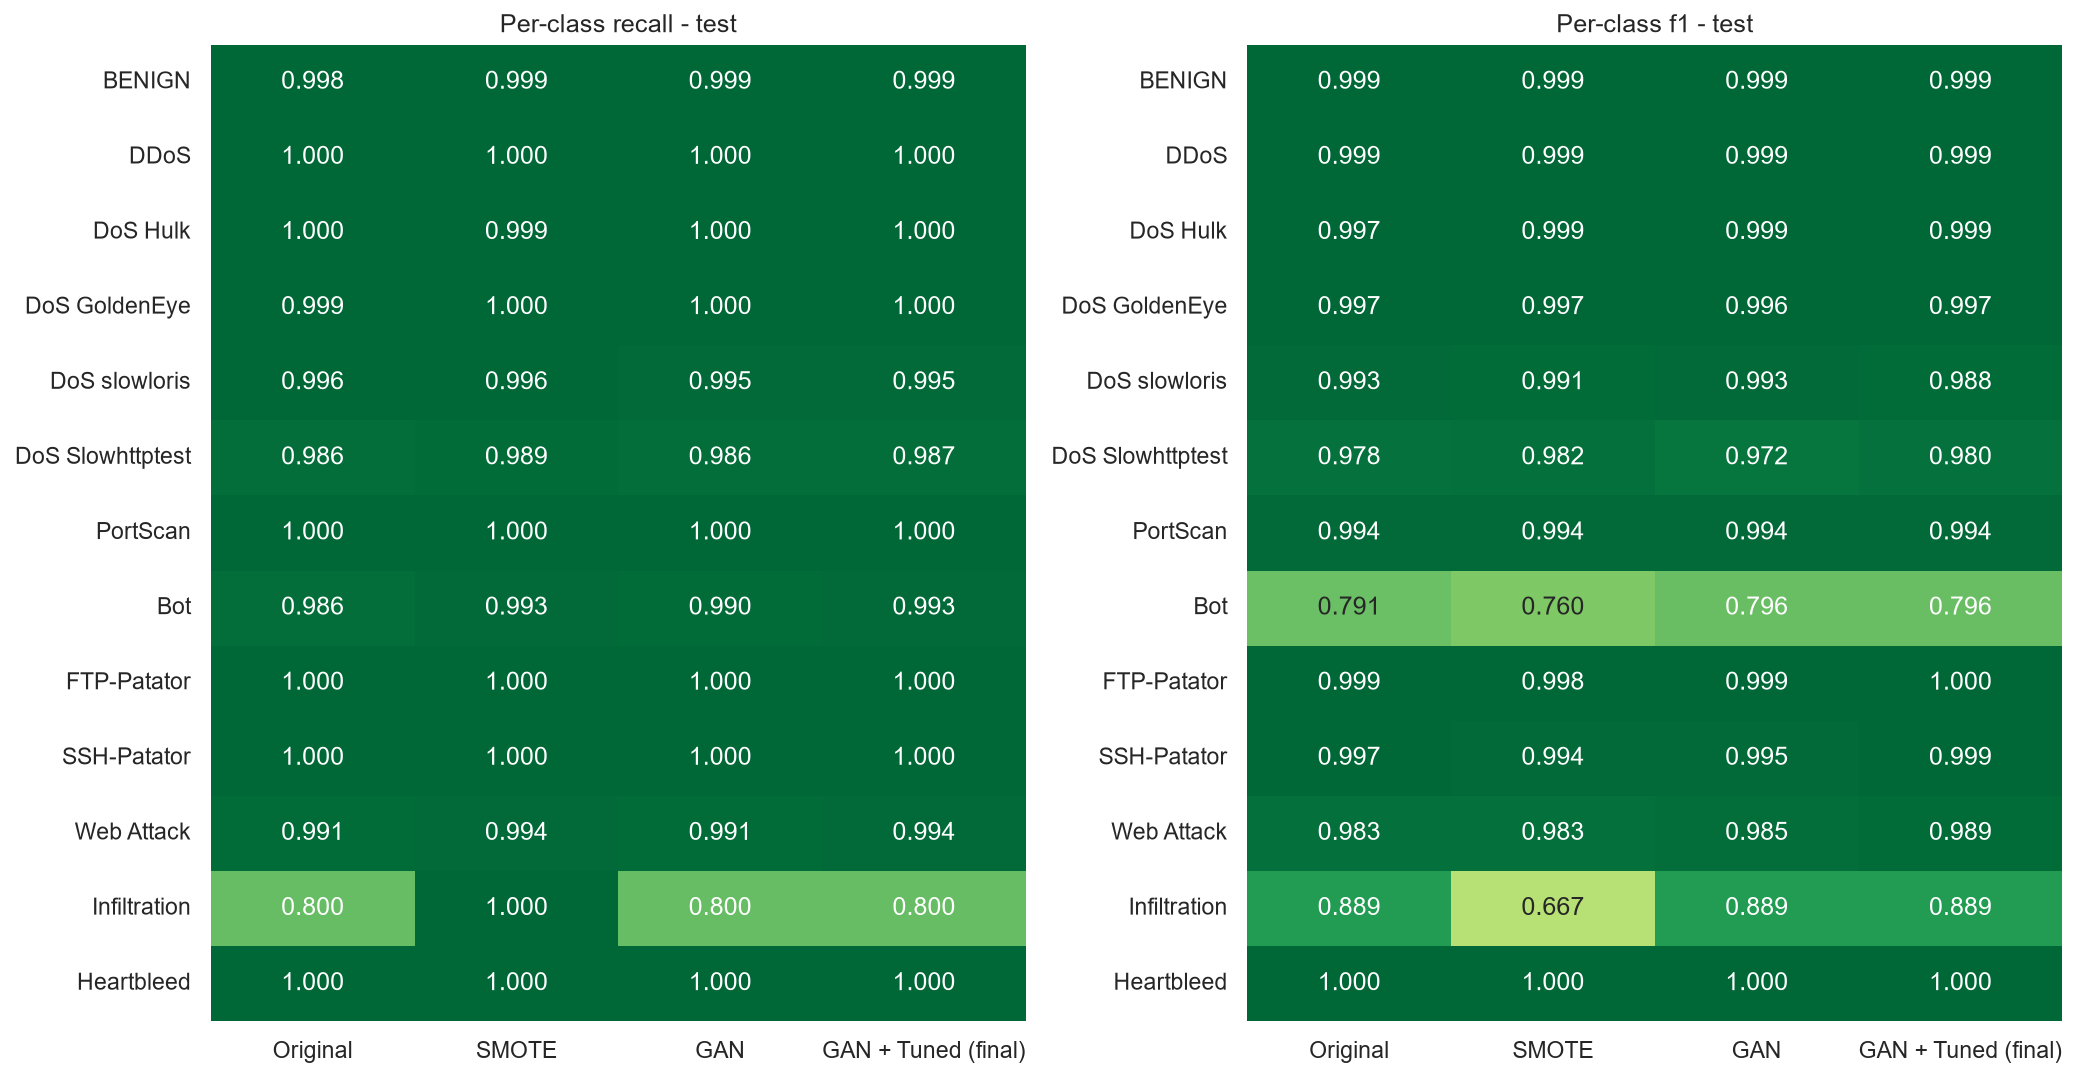 Per-class recall - test
BENIGN 0.998 0.999 0.999 0.999
DDoS 1.000 1.000 1.000 1.000
DoS Hulk 1.000 0.999 1.000 1.000
DoS GoldenEye 0.999 1.000 1.000 1.000
DoS slowloris 0.996 0.996 0.995 0.995
DoS Slowhttptest 0.986 0.989 0.986 0.987
PortScan 1.000 1.000 1.000 1.000
Bot 0.986 0.993 0.990 0.993
FTP-Patator 1.000 1.000 1.000 1.000
SSH-Patator 1.000 1.000 1.000 1.000
Web Attack 0.991 0.994 0.991 0.994
Infiltration 0.800 1.000 0.800 0.800
Heartbleed 1.000 1.000 1.000 1.000
Original SMOTE GAN GAN + Tuned (final)
Per-class f1 - test
BENIGN 0.999 0.999 0.999 0.999
DDoS 0.999 0.999 0.999 0.999
DoS Hulk 0.997 0.999 0.999 0.999
DoS GoldenEye 0.997 0.997 0.996 0.997
DoS slowloris 0.993 0.991 0.993 0.988
DoS Slowhttptest 0.978 0.982 0.972 0.980
PortScan 0.994 0.994 0.994 0.994
Bot 0.791 0.760 0.796 0.796
FTP-Patator 0.999 0.998 0.999 1.000
SSH-Patator 0.997 0.994 0.995 0.999
Web Attack 0.983 0.983 0.985 0.989
Infiltration 0.889 0.667 0.889 0.889
Heartbleed 1.000 1.000 1.000 1.000
Original SMOTE GAN GAN + Tuned (final)